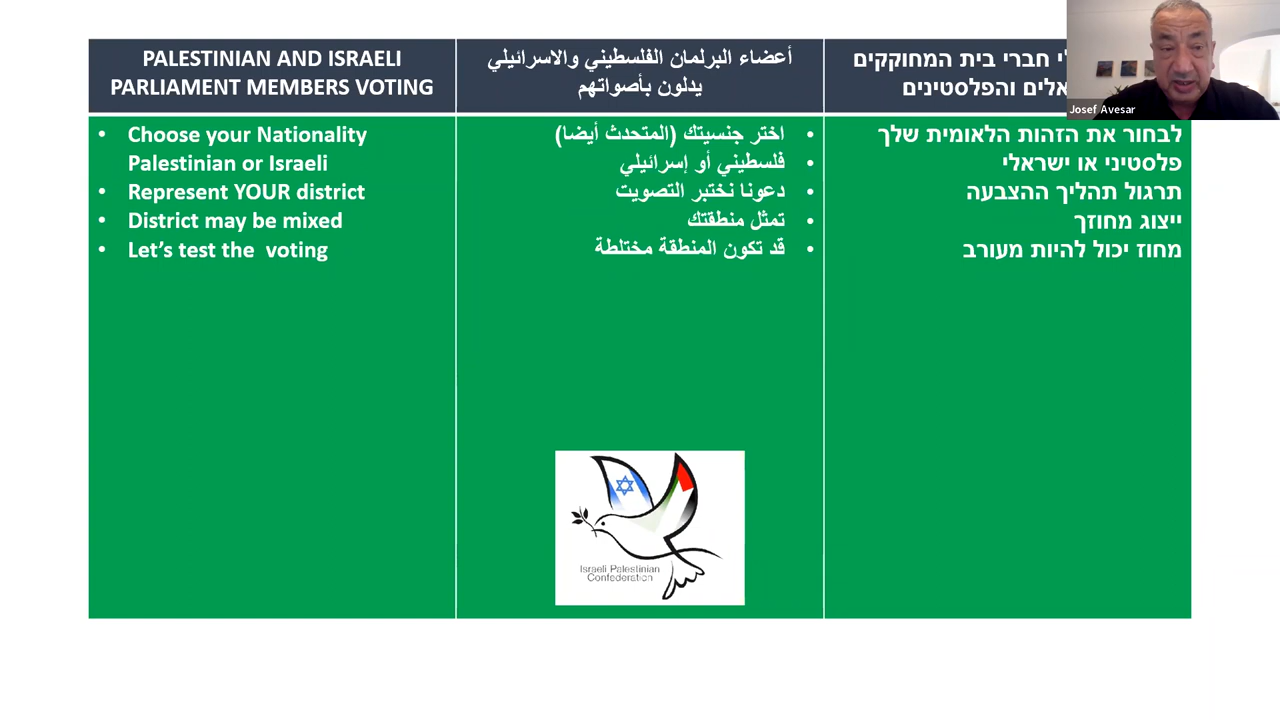 PALESTINIAN AND ISRAELI
PARLIAMENT MEMBERS VOTING
• Choose your Nationality
Palestinian or Israeli
• Represent YOUR district
• District may be mixed
• Let’s test the voting
أعضاء البرلمان الفلسطيني والاسرائيلي
يدلون بأصواتهم
• اختر جنسيتك (المتحدث أيضا)
• فلسطيني أو إسرائيلي
• دعونا نختبر التصويت
• تمثل منطقتك
• قد تكون المنطقة مختلطة
חברי בית המחוקקים
והפלסטינים
לבחור את הזהות הלאומית שלך
פלסטיני או ישראלי
תרגול תהליך ההצבעה
ייצוג מחוזך
מחוז יכול להיות מעורב
Josef Avesar
Israeli Palestinian
Confederation